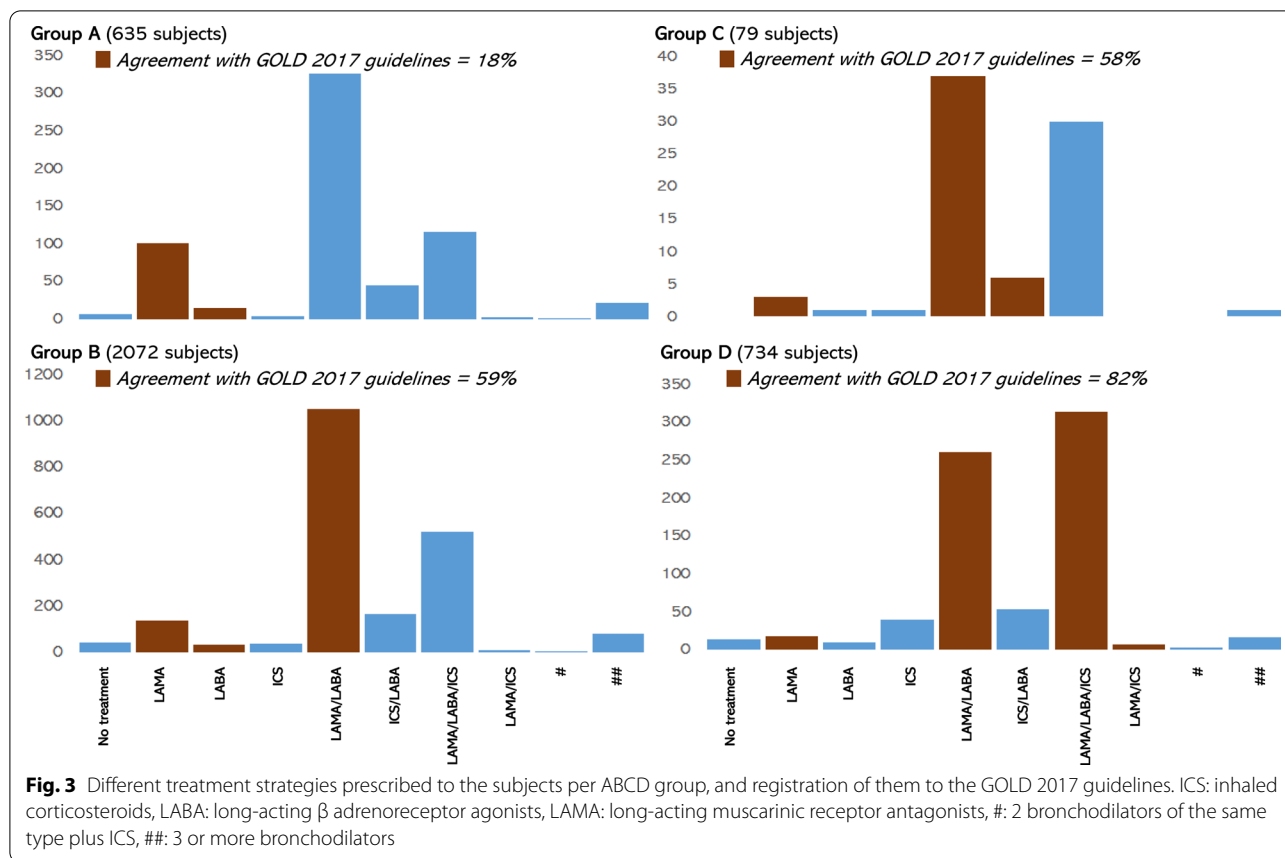 Group A (635 subjects)
Agreement with GOLD 2017 guidelines = 18%
350
300
250
200
150
100
50
0
Group C (79 subjects)
Agreement with GOLD 2017 guidelines = 58%
40
35
30
25
20
15
10
5
0
Group B (2072 subjects)
Agreement with GOLD 2017 guidelines = 59%
1200
1000
800
600
400
200
0
No treatment
LAMA
LABA
ICS
LAMA/LABA
ICS/LABA
LAMA/LABA/ICS
LAMA/ICS
#
##
Group D (734 subjects)
Agreement with GOLD 2017 guidelines = 82%
350
300
250
200
150
100
50
0
No treatment
LAMA
LABA
ICS
LAMA/LABA
ICS/LABA
LAMA/LABA/ICS
LAMA/ICS
#
##
Fig. 3 Different treatment strategies prescribed to the subjects per ABCD group, and registration of them to the GOLD 2017 guidelines. ICS: inhaled
corticosteroids, LABA: long-acting β adrenoreceptor agonists, LAMA: long-acting muscarinic receptor antagonists, #: 2 bronchodilators of the same
type plus ICS, ##: 3 or more bronchodilators